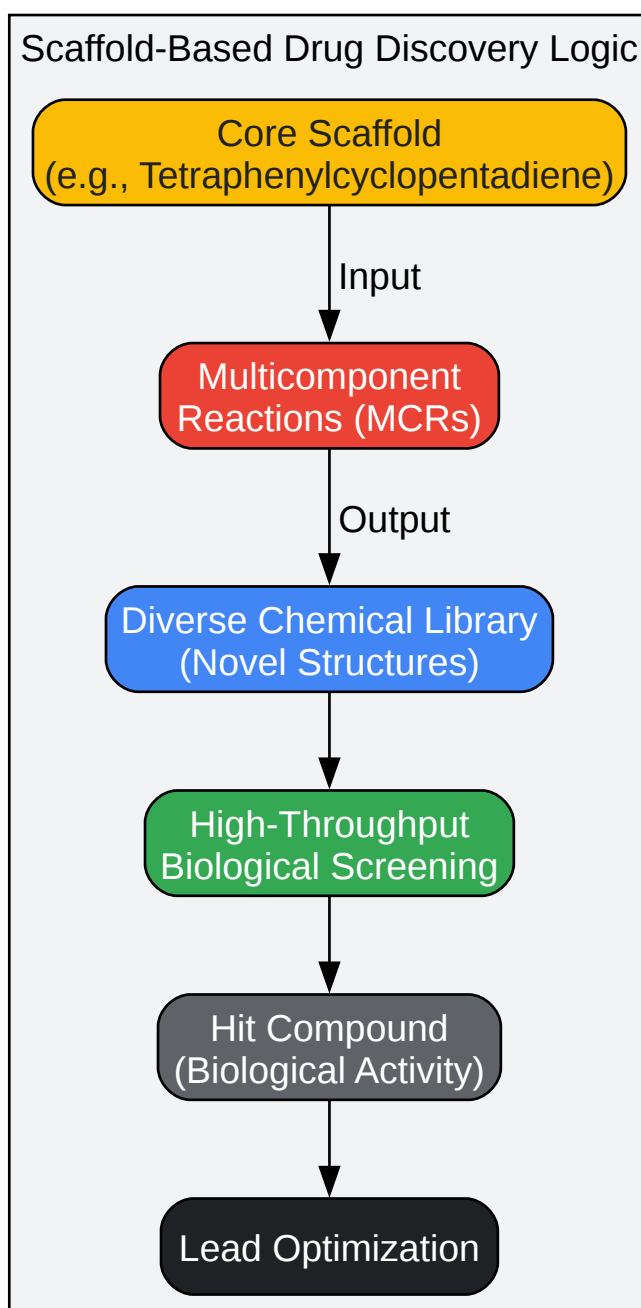 Scaffold-Based Drug Discovery Logic
Core Scaffold
(e.g., Tetraphenylcyclopentadiene)
Input
Multicomponent
Reactions (MCRs)
Output
Diverse Chemical Library
(Novel Structures)
High-Throughput
Biological Screening
Hit Compound
(Biological Activity)
Lead Optimization